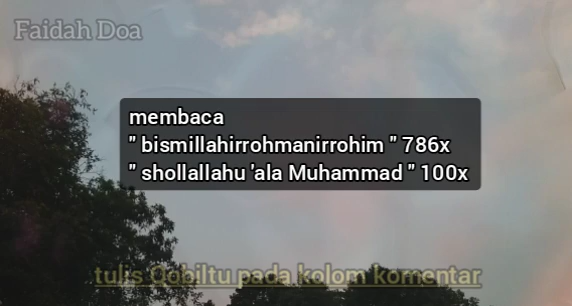 Faidah Doa
membaca
" bismillahirrohmanirrohim " 786x
" shollallahu 'ala Muhammad " 100x
tulis Qobiltu pada kolom komentar